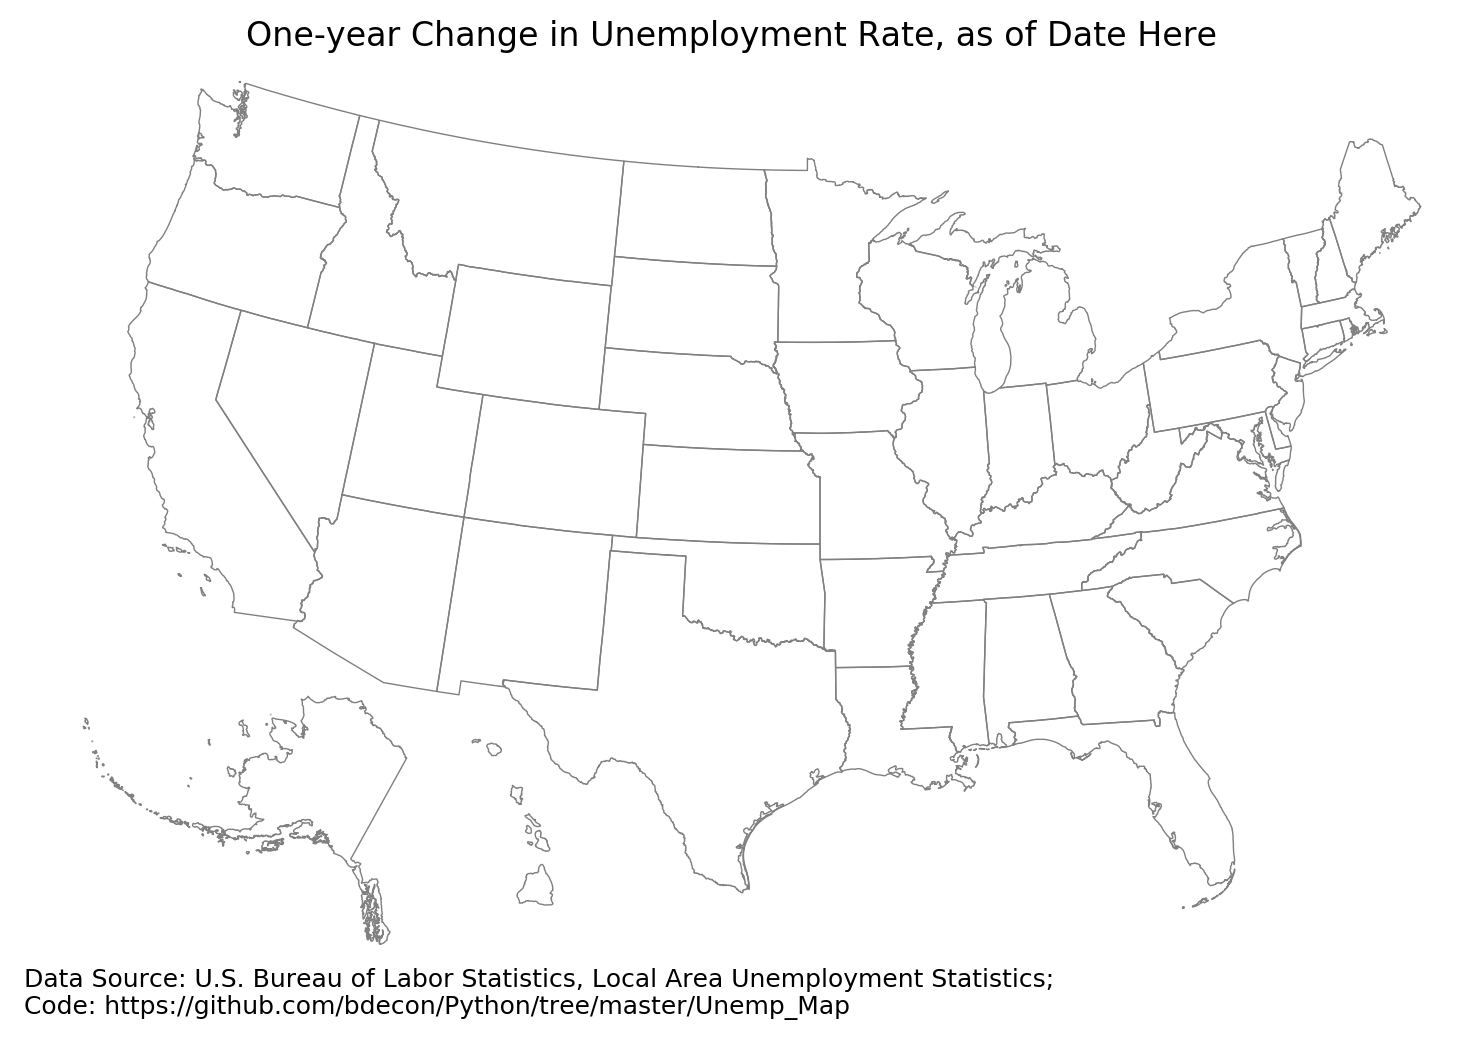 One-year Change in Unemployment Rate, as of Date Here
Data Source: U.S. Bureau of Labor Statistics, Local Area Unemployment Statistics;
Code: https://github.com/bdecon/Python/tree/master/Unemp_Map